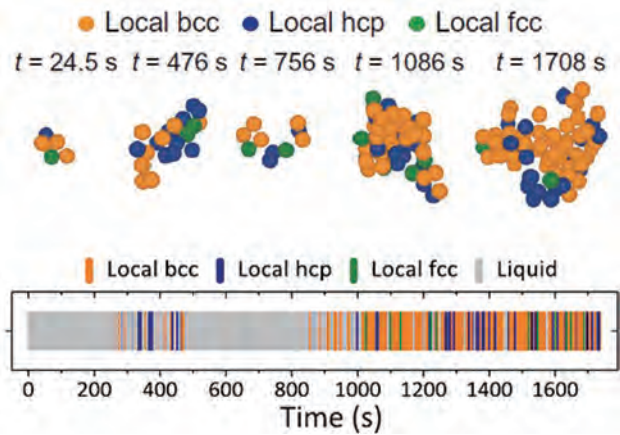 Local bcc Local hcp Local fcc
t = 24.5 s t = 476 s t = 756 s t = 1086 s t = 1708 s
Local bcc Local hcp Local fcc Liquid
0 200 400 600 800 1000 1200 1400 1600
Time (s)